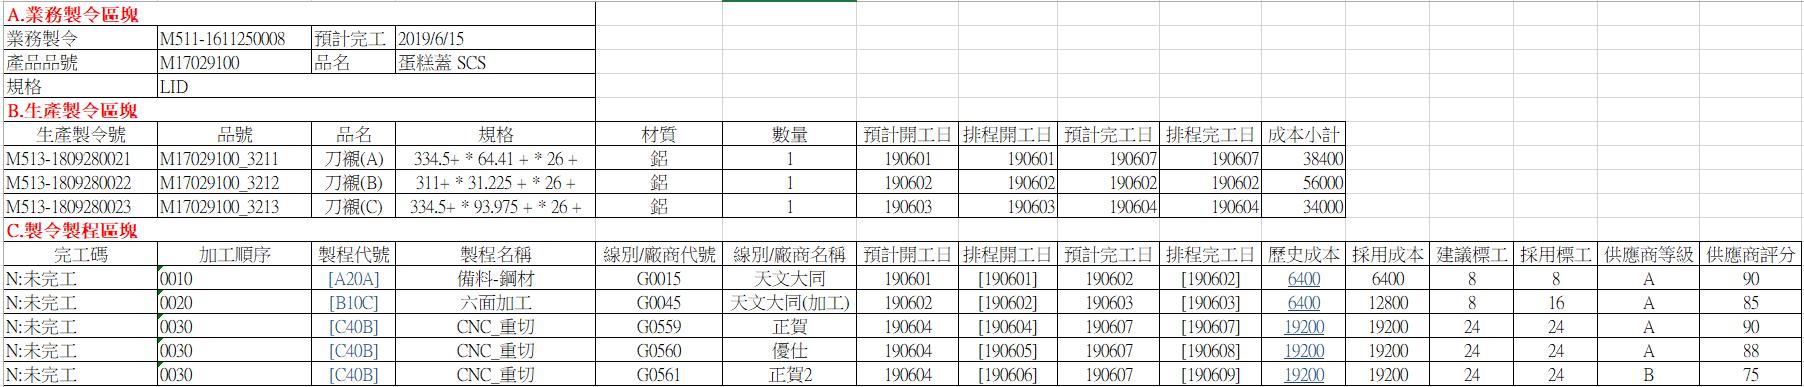 A.業務製令區塊
業務製令 M511-1611250008 預計完工 2019/6/15
產品品號 M17029100 品名 蛋糕蓋 SCS
規格 LID
B.生產製令區塊
生產製令號 品號 品名 規格 材質 數量 預計開工日 排程開工日 預計完工日 排程完工日 成本小計
M513-1809280021 M17029100_3211 刀襯(A) 334.5+ * 64.41 + * 26 + 鋁 1 190601 190601 190607 190607 38400
M513-1809280022 M17029100_3212 刀襯(B) 311+ * 31.225 + * 26 + 鋁 1 190602 190602 190602 190602 56000
M513-1809280023 M17029100_3213 刀襯(C) 334.5+ * 93.975 + * 26 + 鋁 1 190603 190603 190604 190604 34000
C.製令製程區塊
完工碼 加工順序 製程代號 製程名稱 線別/廠商代號 線別/廠商名稱 預計開工日 排程開工日 預計完工日 排程完工日 歷史成本 採用成本 建議標工 採用標工 供應商等級 供應商評分
N:未完工 0010 [A20A] 備料-鋼材 G0015 天文大同 190601 [190601] 190602 [190602] 6400 6400 8 8 A 90
N:未完工 0020 [B10C] 六面加工 G0045 天文大同(加工) 190602 [190602] 190603 [190603] 6400 12800 8 16 A 85
N:未完工 0030 [C40B] CNC_重切 G0559 正賀 190604 [190604] 190607 [190607] 19200 19200 24 24 A 90
N:未完工 0030 [C40B] CNC_重切 G0560 優仕 190604 [190605] 190607 [190608] 19200 19200 24 24 A 88
N:未完工 0030 [C40B] CNC_重切 G0561 正賀2 190604 [190606] 190607 [190609] 19200 19200 24 24 B 75